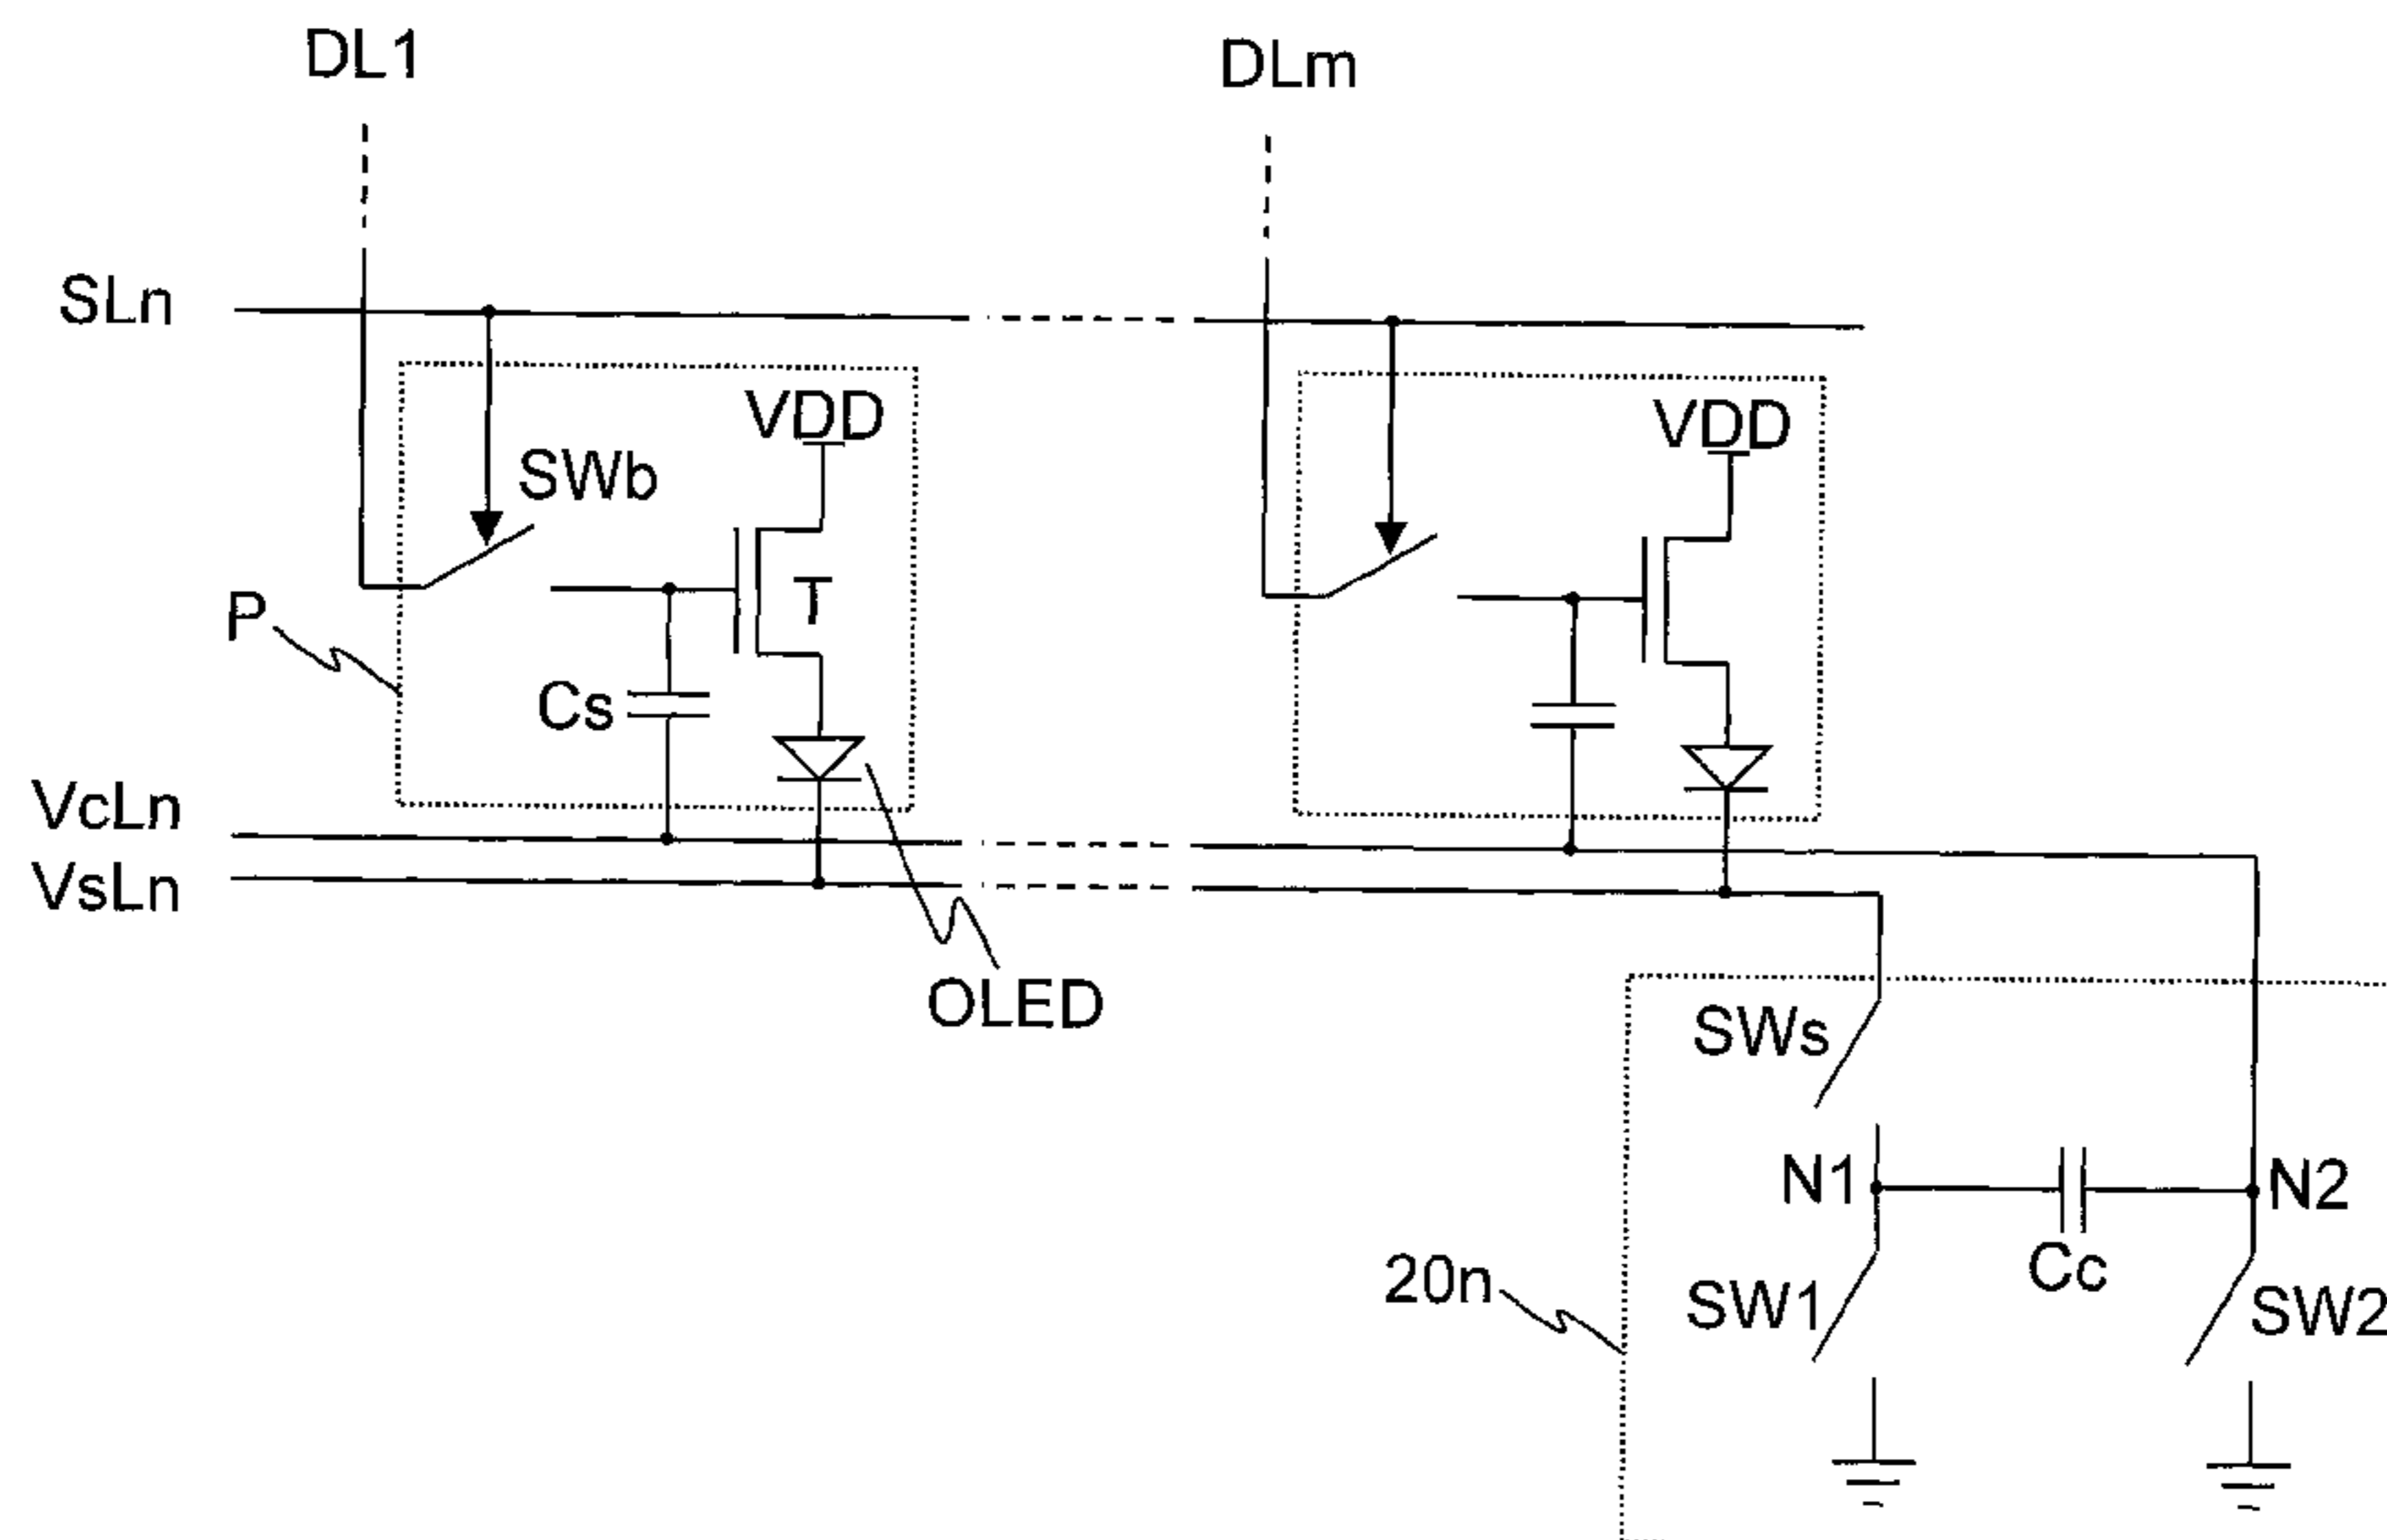 DL1
DLm
SLn
VDD
VDD
SWb
T
P
Cs
VcLn
VsLn
OLED
SWs
N1
N2
Cc
20n
SW1
SW2